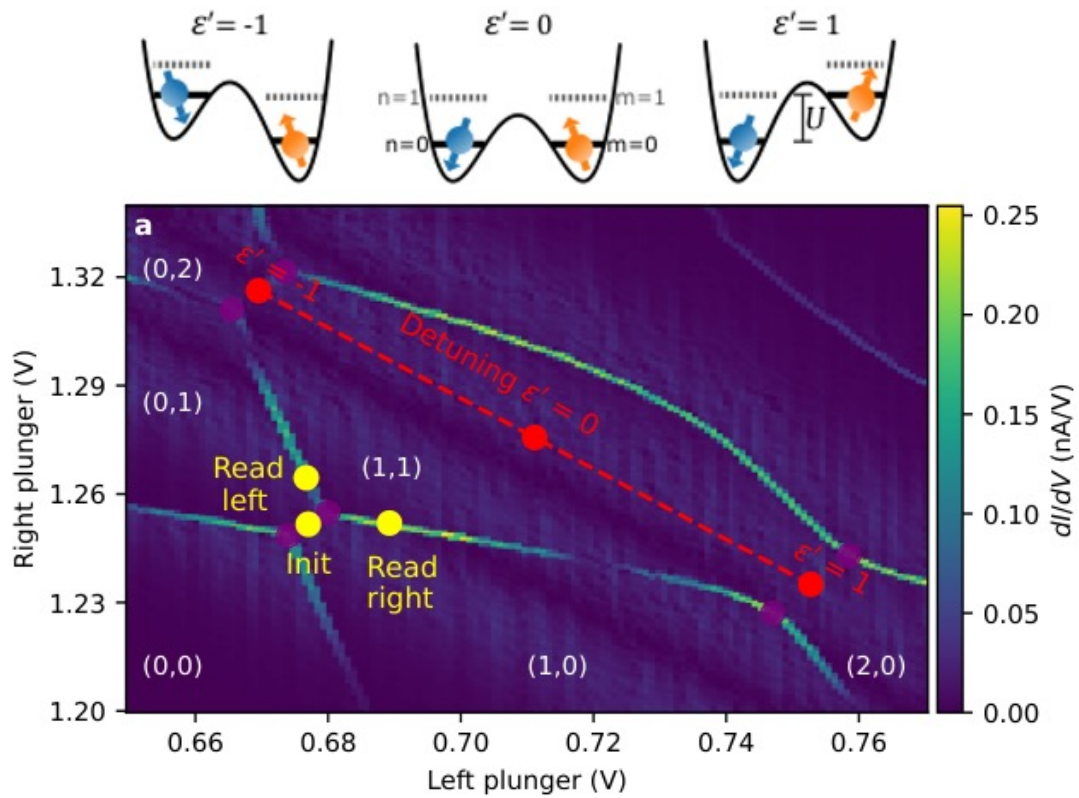 ε′ = -1
ε′ = 0
ε′ = 1
n=1
m=1
n=0
m=0
U
a
(0,2)
ε′ = -1
Detuning ε′ = 0
(0,1)
(1,1)
Read
left
Init
Read
right
ε′ = 1
(0,0)
(1,0)
(2,0)
1.32
1.29
1.26
1.23
1.20
Right plunger (V)
0.66
0.68
0.70
0.72
0.74
0.76
Left plunger (V)
0.25
0.20
0.15
0.10
0.05
0.00
dI/dV (nA/V)